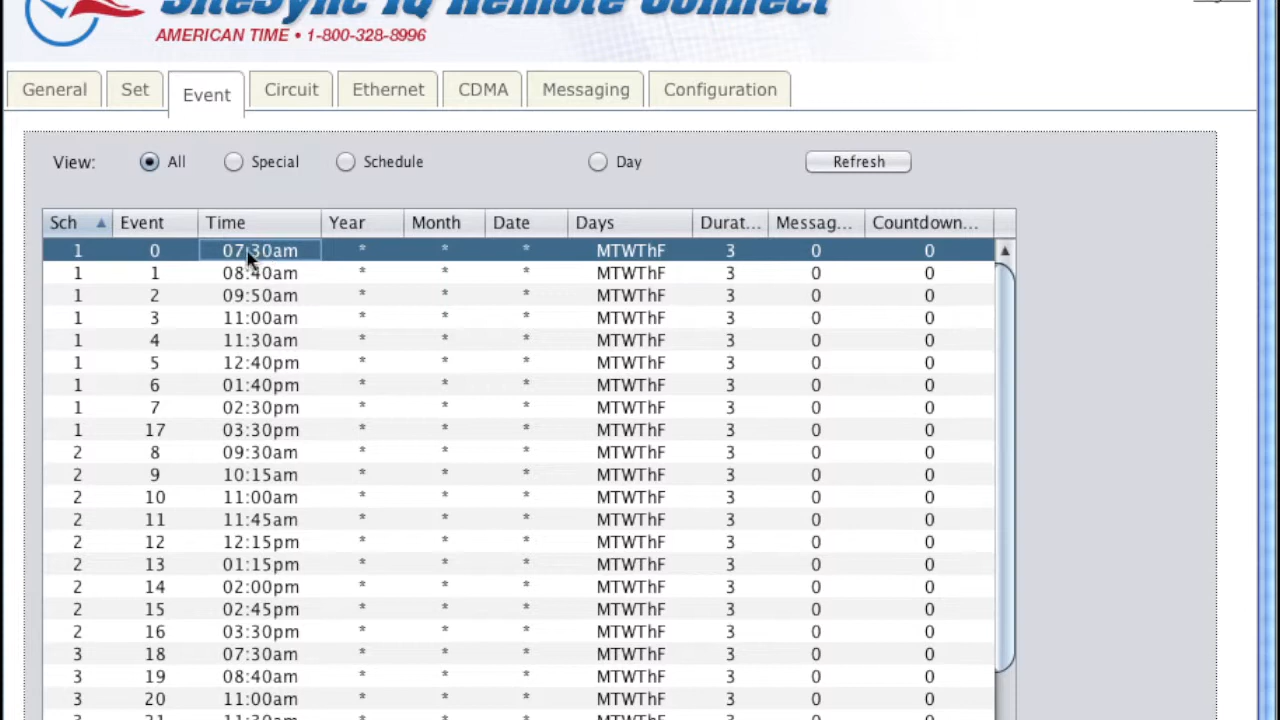 SiteSync IQ Remote Connect
AMERICAN TIME • 1-800-328-8996
General Set Event Circuit Ethernet CDMA Messaging Configuration
View: All Special Schedule Day Refresh
Sch Event Time Year Month Date Days Durat... Messag... Countdown...
1 0 07:30am * * * MTWThF 3 0 0
1 1 08:40am * * * MTWThF 3 0 0
1 2 09:50am * * * MTWThF 3 0 0
1 3 11:00am * * * MTWThF 3 0 0
1 4 11:30am * * * MTWThF 3 0 0
1 5 12:40pm * * * MTWThF 3 0 0
1 6 01:40pm * * * MTWThF 3 0 0
1 7 02:30pm * * * MTWThF 3 0 0
1 17 03:30pm * * * MTWThF 3 0 0
2 8 09:30am * * * MTWThF 3 0 0
2 9 10:15am * * * MTWThF 3 0 0
2 10 11:00am * * * MTWThF 3 0 0
2 11 11:45am * * * MTWThF 3 0 0
2 12 12:15pm * * * MTWThF 3 0 0
2 13 01:15pm * * * MTWThF 3 0 0
2 14 02:00pm * * * MTWThF 3 0 0
2 15 02:45pm * * * MTWThF 3 0 0
2 16 03:30pm * * * MTWThF 3 0 0
3 18 07:30am * * * MTWThF 3 0 0
3 19 08:40am * * * MTWThF 3 0 0
3 20 11:00am * * * MTWThF 3 0 0